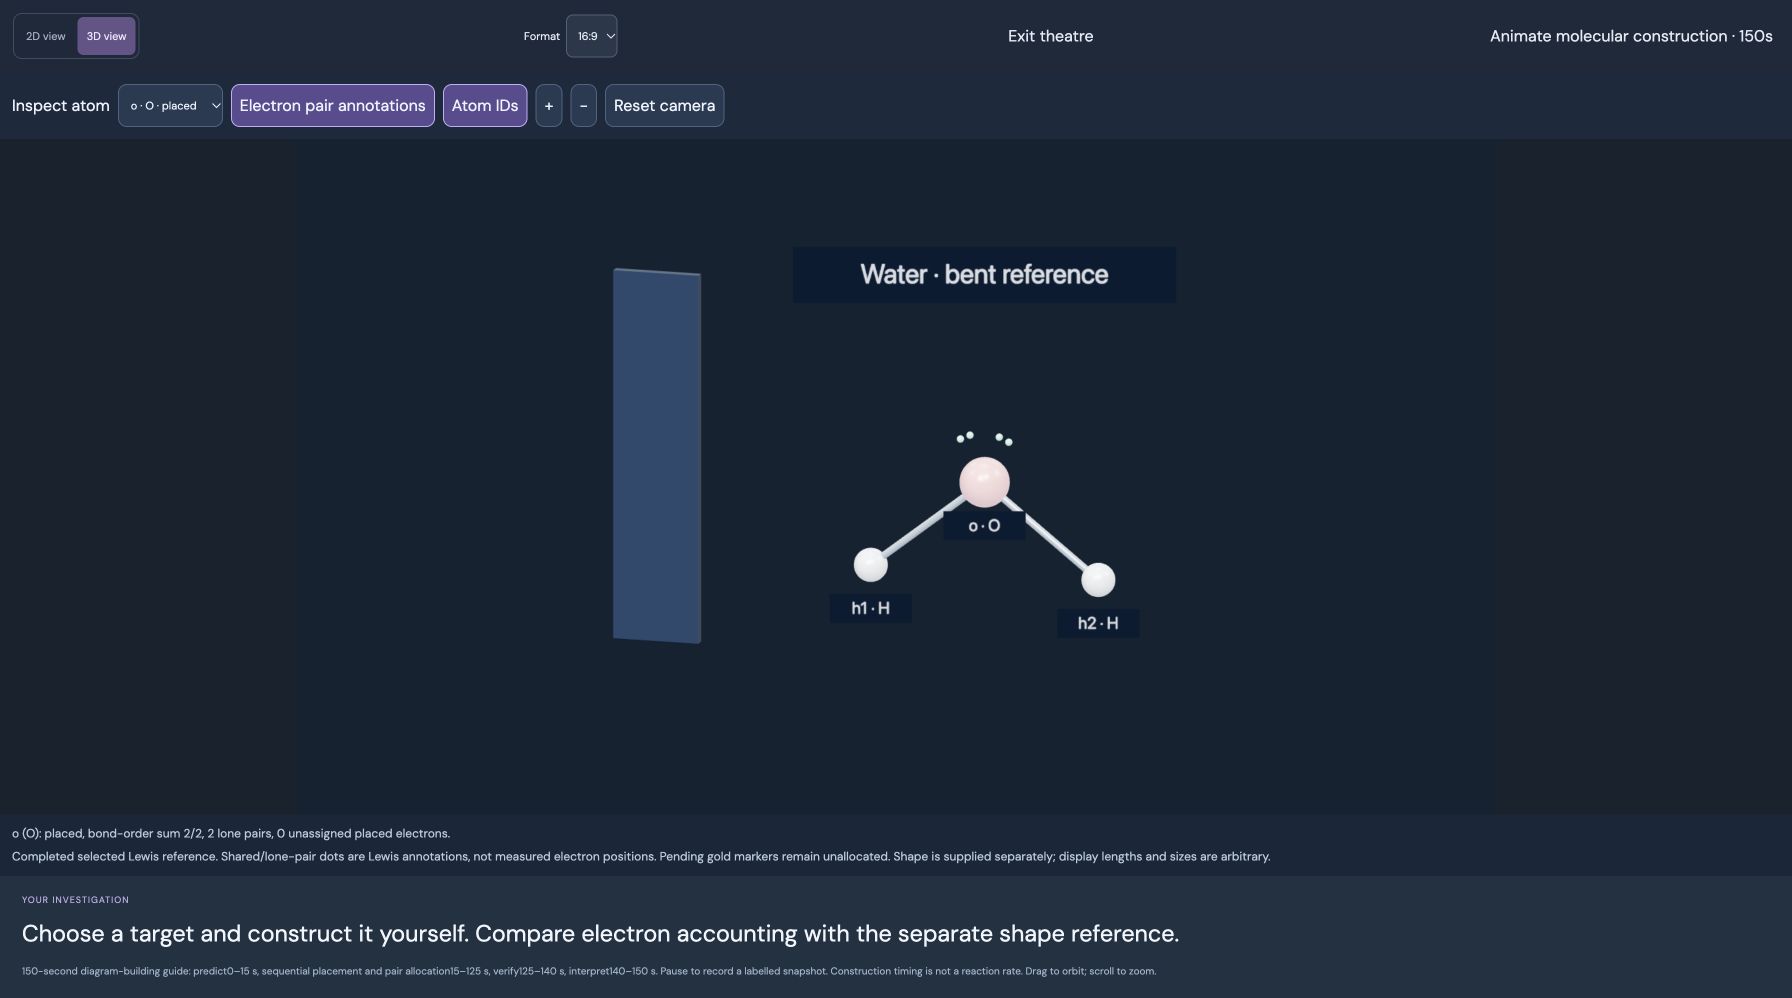 2D view 3D view Format 16:9 Exit theatre Animate molecular construction · 150s
Inspect atom o · O · placed Electron pair annotations Atom IDs + - Reset camera
Water · bent reference
o · O
h1 · H
h2 · H
o (O): placed, bond-order sum 2/2, 2 lone pairs, 0 unassigned placed electrons.
Completed selected Lewis reference. Shared/lone-pair dots are Lewis annotations, not measured electron positions. Pending gold markers remain unallocated. Shape is supplied separately; display lengths and sizes are arbitrary.
YOUR INVESTIGATION
Choose a target and construct it yourself. Compare electron accounting with the separate shape reference.
150-second diagram-building guide: predict0–15 s, sequential placement and pair allocation15–125 s, verify125–140 s, interpret140–150 s. Pause to record a labelled snapshot. Construction timing is not a reaction rate. Drag to orbit; scroll to zoom.